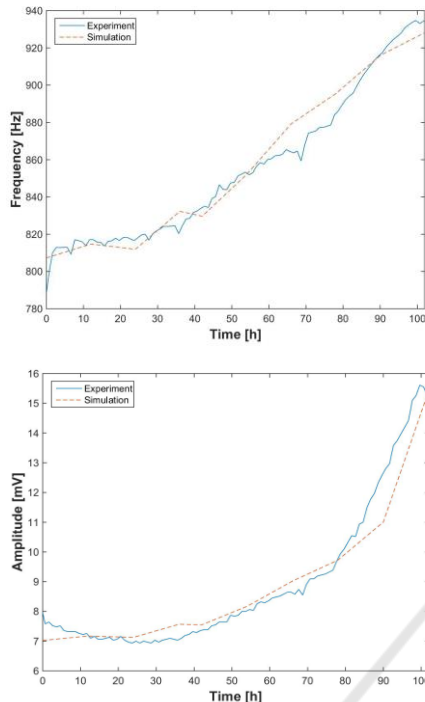 940
920
900
880
860
840
820
800
780
Frequency [Hz]
Experiment
Simulation
0 10 20 30 40 50 60 70 80 90 100
Time [h]
16
15
14
13
12
11
10
9
8
7
6
Amplitude [mV]
Experiment
Simulation
0 10 20 30 40 50 60 70 80 90 100
Time [h]